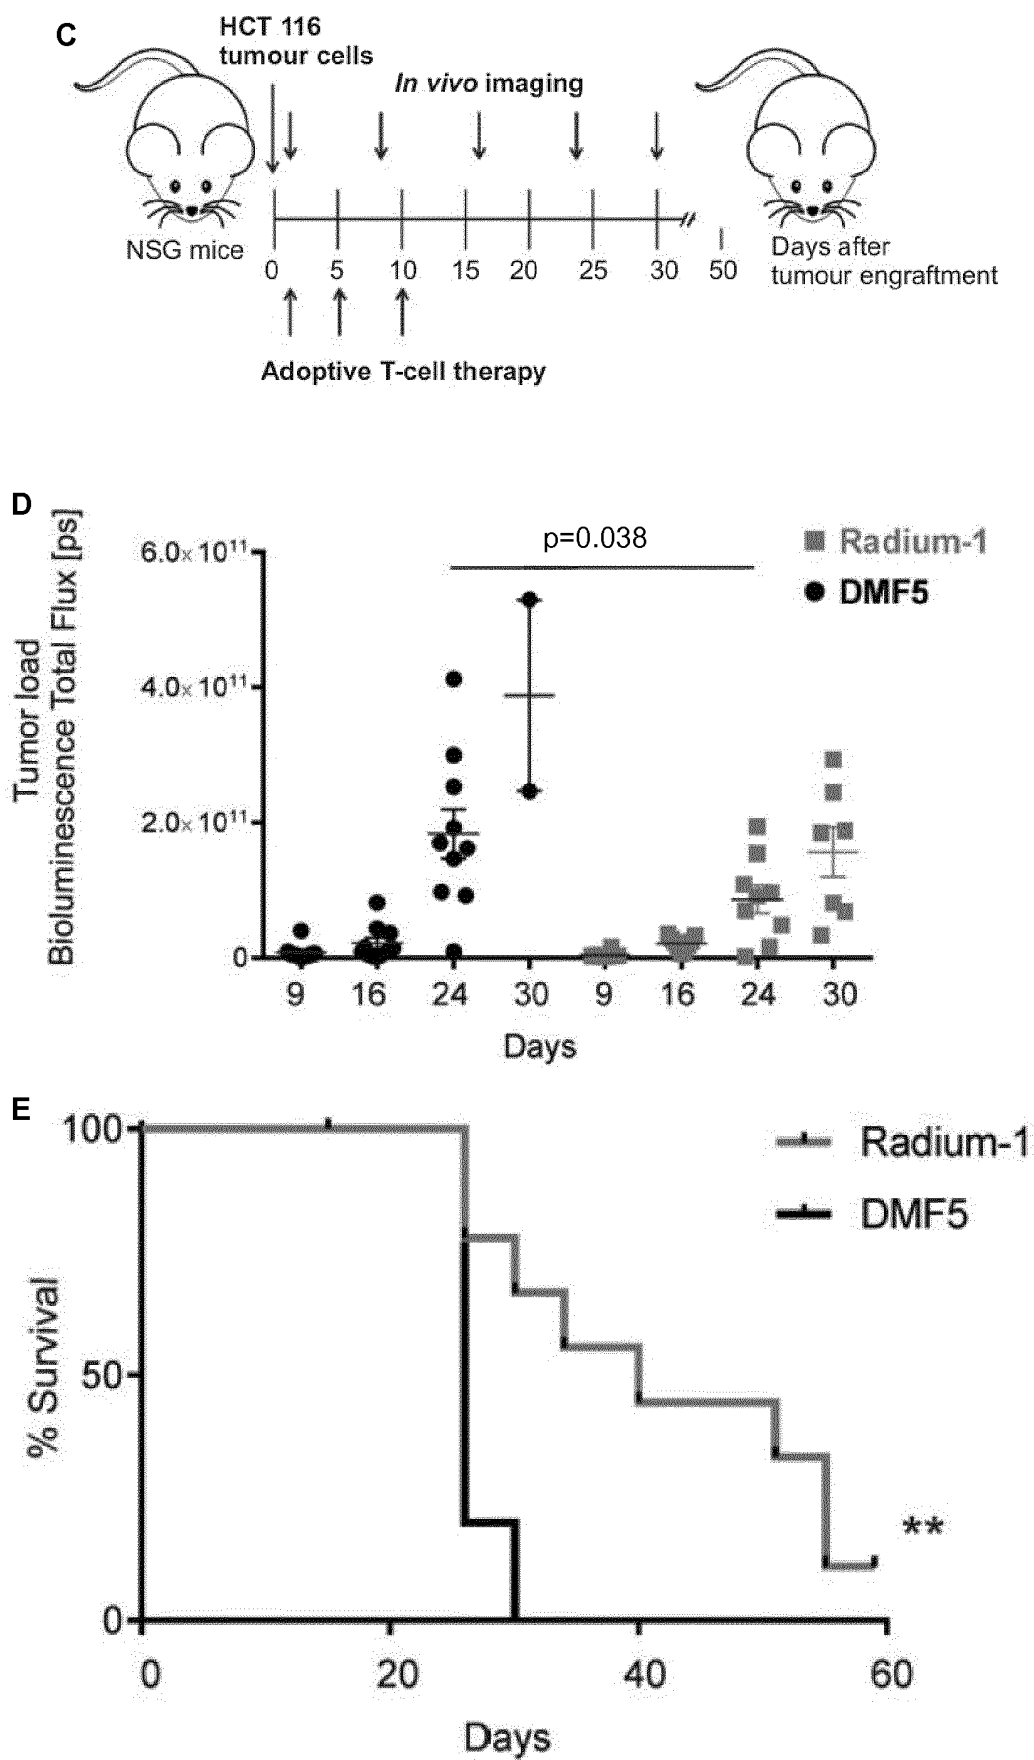 C
HCT 116
tumour cells
In vivo imaging
NSG mice
0 5 10 15 20 25 30 50
Days after
tumour engraftment
Adoptive T-cell therapy
D
Tumor load
Bioluminescence Total Flux [ps]
6.0x 10¹¹
4.0x 10¹¹
2.0x 10¹¹
0
p=0.038
Radium-1
DMF5
9 16 24 30 9 16 24 30
Days
E
% Survival
100
50
0
Radium-1
DMF5
**
0 20 40 60
Days